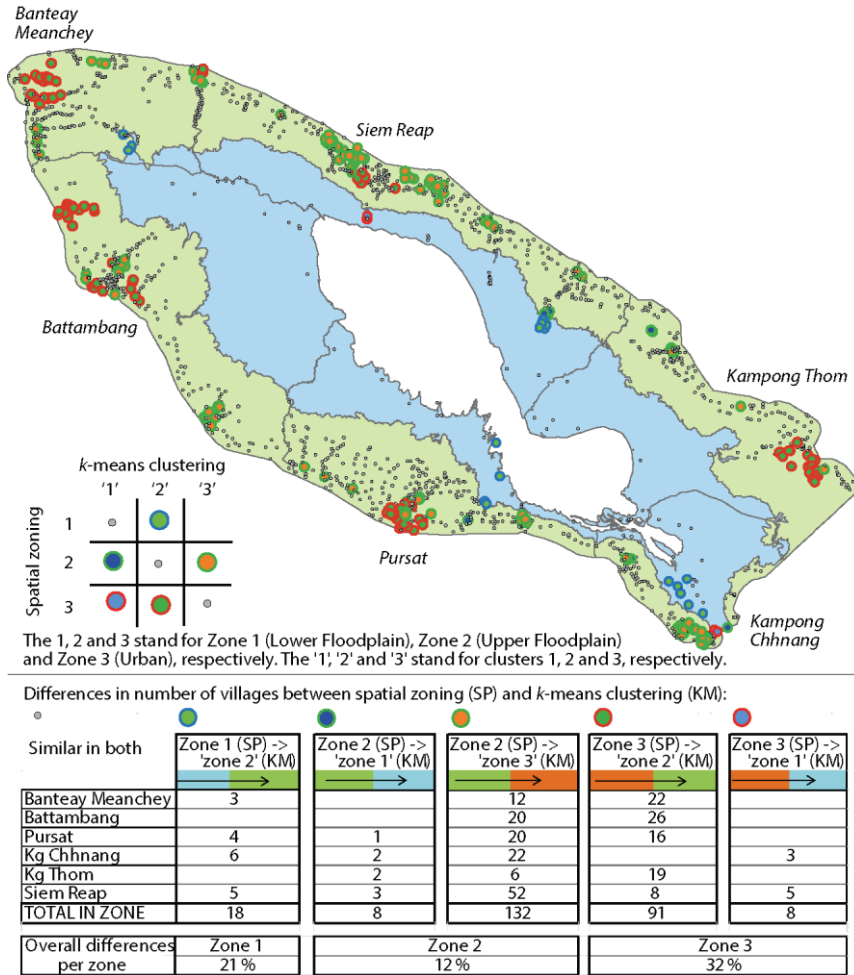 Banteay
Meanchey
Siem Reap
Battambang
Kampong Thom
Pursat
Kampong
Chhnang
k-means clustering
'1' '2' '3'
Spatial zoning
1
2
3
The 1, 2 and 3 stand for Zone 1 (Lower Floodplain), Zone 2 (Upper Floodplain)
and Zone 3 (Urban), respectively. The '1', '2' and '3' stand for clusters 1, 2 and 3, respectively.
Differences in number of villages between spatial zoning (SP) and k-means clustering (KM):
Similar in both
Zone 1 (SP) -> Zone 2 (SP) -> Zone 2 (SP) -> Zone 3 (SP) -> Zone 3 (SP) ->
'zone 2' (KM) 'zone 1' (KM) 'zone 3' (KM) 'zone 2' (KM) 'zone 1' (KM)
Banteay Meanchey 3 12 22
Battambang 20 26
Pursat 4 1 20 16
Kg Chhnang 6 2 22 3
Kg Thom 2 6 19
Siem Reap 5 3 52 8 5
TOTAL IN ZONE 18 8 132 91 8
Overall differences Zone 1 Zone 2 Zone 3
per zone 21 % 12 % 32 %